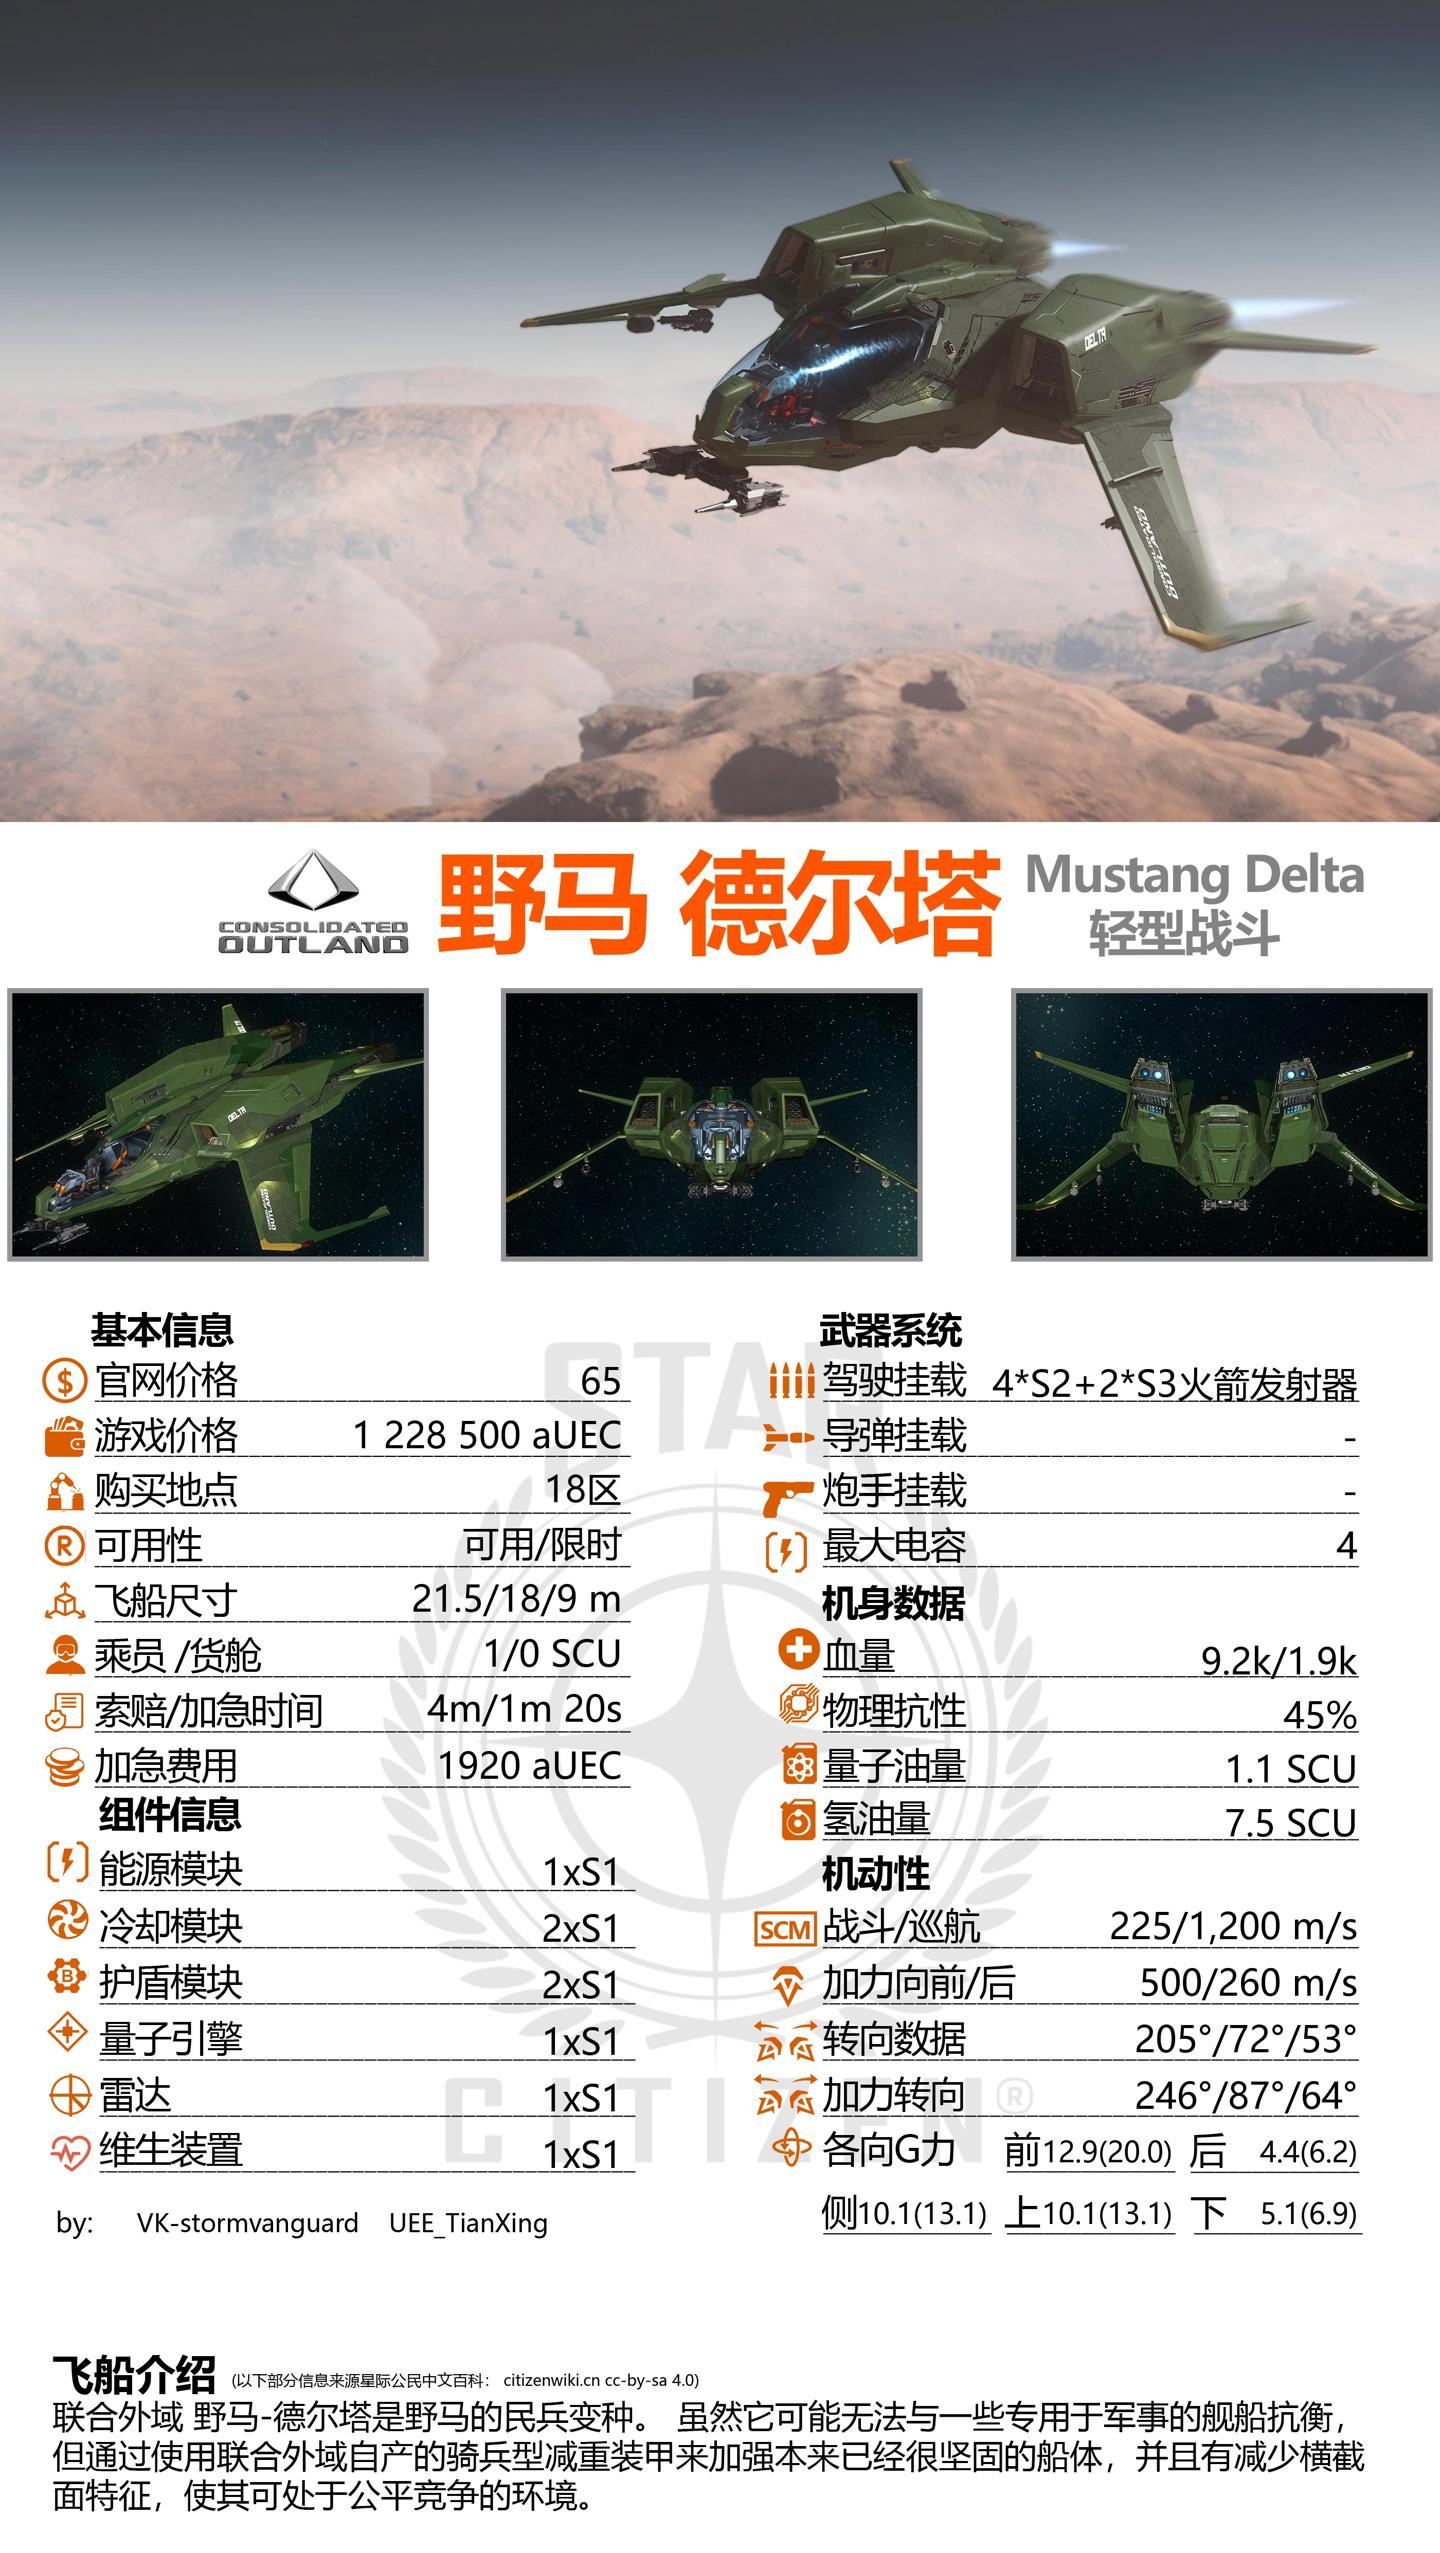 DELTA
CONSOLIDATED
OUTLAND
CONSOLIDATED
OUTLAND
野马 德尔塔
Mustang Delta
轻型战斗
DELTA
OUTLAND
DELTA
STAR
CITIZEN®
基本信息
官网价格 65
游戏价格 1 228 500 aUEC
购买地点 18区
可用性 可用/限时
飞船尺寸 21.5/18/9 m
乘员 /货舱 1/0 SCU
索赔/加急时间 4m/1m 20s
加急费用 1920 aUEC
组件信息
能源模块 1xS1
冷却模块 2xS1
护盾模块 2xS1
量子引擎 1xS1
雷达 1xS1
维生装置 1xS1
by: VK-stormvanguard UEE_TianXing
武器系统
驾驶挂载 4*S2+2*S3火箭发射器
导弹挂载 -
炮手挂载 -
最大电容 4
机身数据
血量 9.2k/1.9k
物理抗性 45%
量子油量 1.1 SCU
氢油量 7.5 SCU
机动性
SCM 战斗/巡航 225/1,200 m/s
加力向前/后 500/260 m/s
转向数据 205°/72°/53°
加力转向 246°/87°/64°
各向G力 前12.9(20.0) 后 4.4(6.2)
侧10.1(13.1) 上10.1(13.1) 下 5.1(6.9)
飞船介绍 (以下部分信息来源星际公民中文百科： citizenwiki.cn cc-by-sa 4.0)
联合外域 野马-德尔塔是野马的民兵变种。 虽然它可能无法与一些专用于军事的舰船抗衡，
但通过使用联合外域自产的骑兵型减重装甲来加强本来已经很坚固的船体，并且有减少横截
面特征，使其可处于公平竞争的环境。